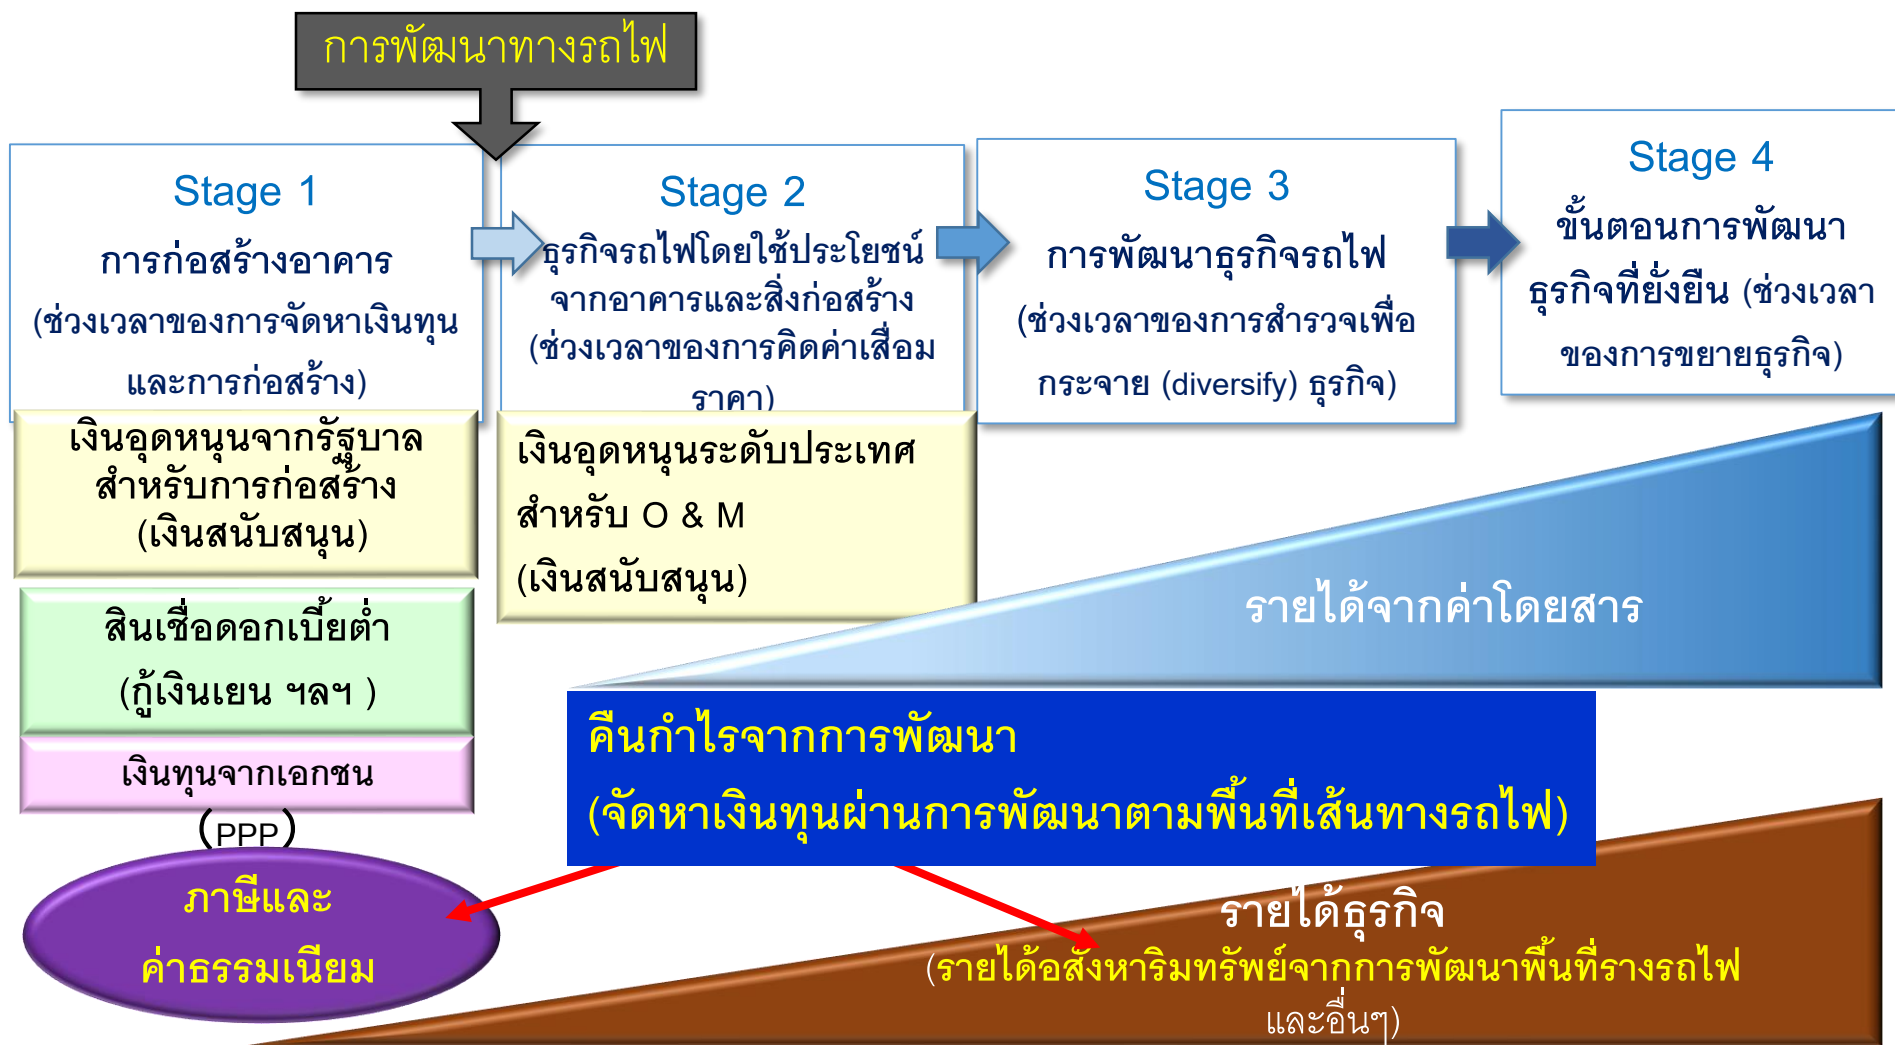 การพัฒนาทางรถไฟ
Stage 1
การก่อสร้างอาคาร
(ช่วงเวลาของการจัดหาเงินทุน
และการก่อสร้าง)
Stage 2
ธุรกิจรถไฟโดยใช้ประโยชน์
จากอาคารและสิ่งก่อสร้าง
(ช่วงเวลาของการคิดค่าเสื่อม
ราคา)
Stage 3
การพัฒนาธุรกิจรถไฟ
(ช่วงเวลาของการสำรวจเพื่อ
กระจาย (diversify) ธุรกิจ)
Stage 4
ขั้นตอนการพัฒนา
ธุรกิจที่ยั่งยืน (ช่วงเวลา
ของการขยายธุรกิจ)
เงินอุดหนุนจากรัฐบาล
สำหรับการก่อสร้าง
(เงินสนับสนุน)
เงินอุดหนุนระดับประเทศ
สำหรับ O & M
(เงินสนับสนุน)
สินเชื่อดอกเบี้ยต่ำ
(กู้เงินเยน ฯลฯ )
เงินทุนจากเอกชน
(PPP)
ภาษีและ
ค่าธรรมเนียม
รายได้จากค่าโดยสาร
คืนกำไรจากการพัฒนา
(จัดหาเงินทุนผ่านการพัฒนาตามพื้นที่เส้นทางรถไฟ)
รายได้ธุรกิจ
(รายได้อสังหาริมทรัพย์จากการพัฒนาพื้นที่รางรถไฟ
และอื่นๆ)